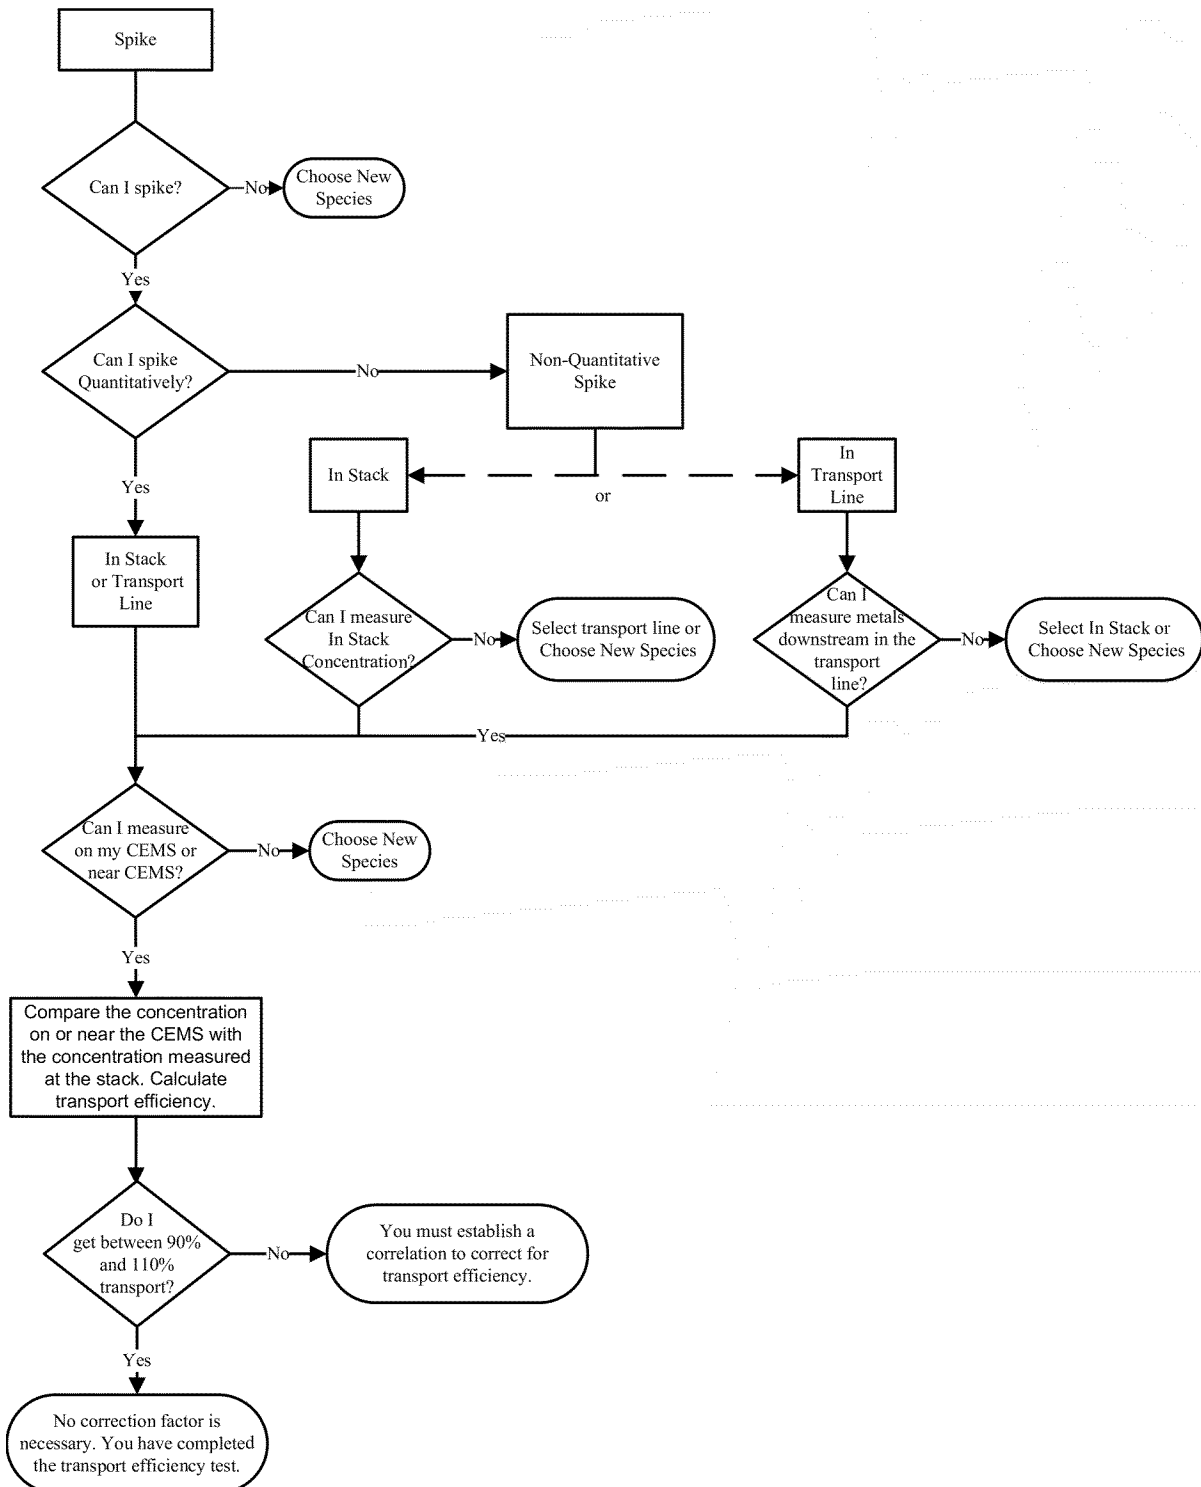 Spike
Can I spike?
No
Choose New
Species
Yes
Can I spike
Quantitatively?
No
Non-Quantitative
Spike
In Stack
or
In
Transport
Line
Yes
In Stack
or Transport
Line
Can I measure
In Stack
Concentration?
No
Select transport line or
Choose New Species
Can I
measure metals
downstream in the
transport
line?
No
Select In Stack or
Choose New Species
Yes
Can I measure
on my CEMS or
near CEMS?
No
Choose New
Species
Yes
Compare the concentration
on or near the CEMS with
the concentration measured
at the stack. Calculate
transport efficiency.
Do I
get between 90%
and 110%
transport?
No
You must establish a
correlation to correct for
transport efficiency.
Yes
No correction factor is
necessary. You have completed
the transport efficiency test.